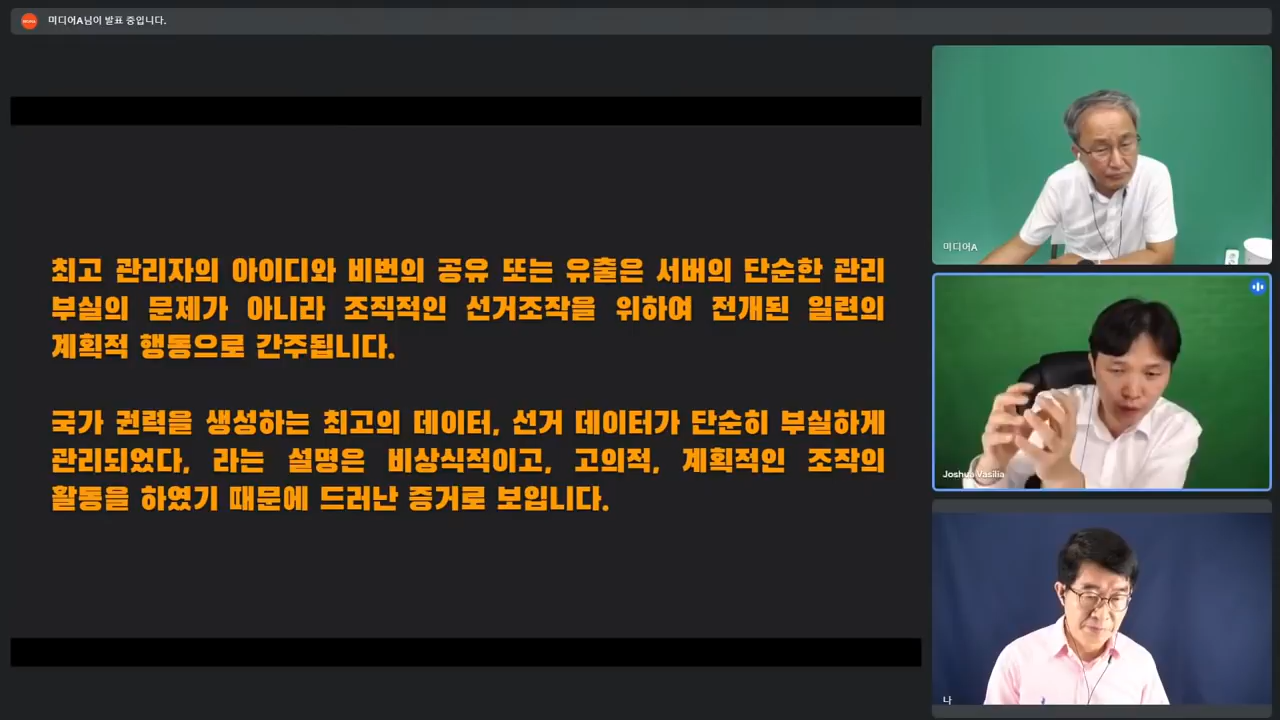 미디어A님이 발표 중입니다.
최고 관리자의 아이디와 비번의 공유 또는 유출은 서버의 단순한 관리
부실의 문제가 아니라 조직적인 선거조작을 위하여 전개된 일련의
계획적 행동으로 간주됩니다.
국가 권력을 생성하는 최고의 데이터, 선거 데이터가 단순히 부실하게
관리되었다, 라는 설명은 비상식적이고, 고의적, 계획적인 조작의
활동을 하였기 때문에 드러난 증거로 보입니다.
미디어A
Joshua Vasilia
나